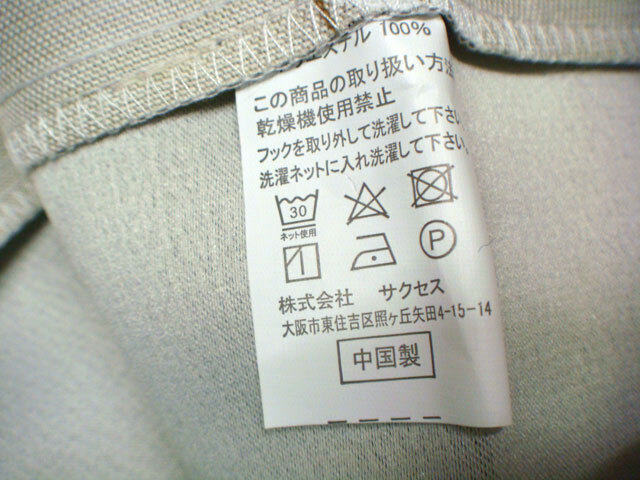 エステル 100%
この商品の取り扱い方法
乾燥機使用禁止
フックを取り外して洗濯して下さい
洗濯ネットに入れ洗濯して下さい。
30
ネット使用
P
株式会社 サクセス
大阪市東住吉区照ヶ丘矢田4-15-14
中国製